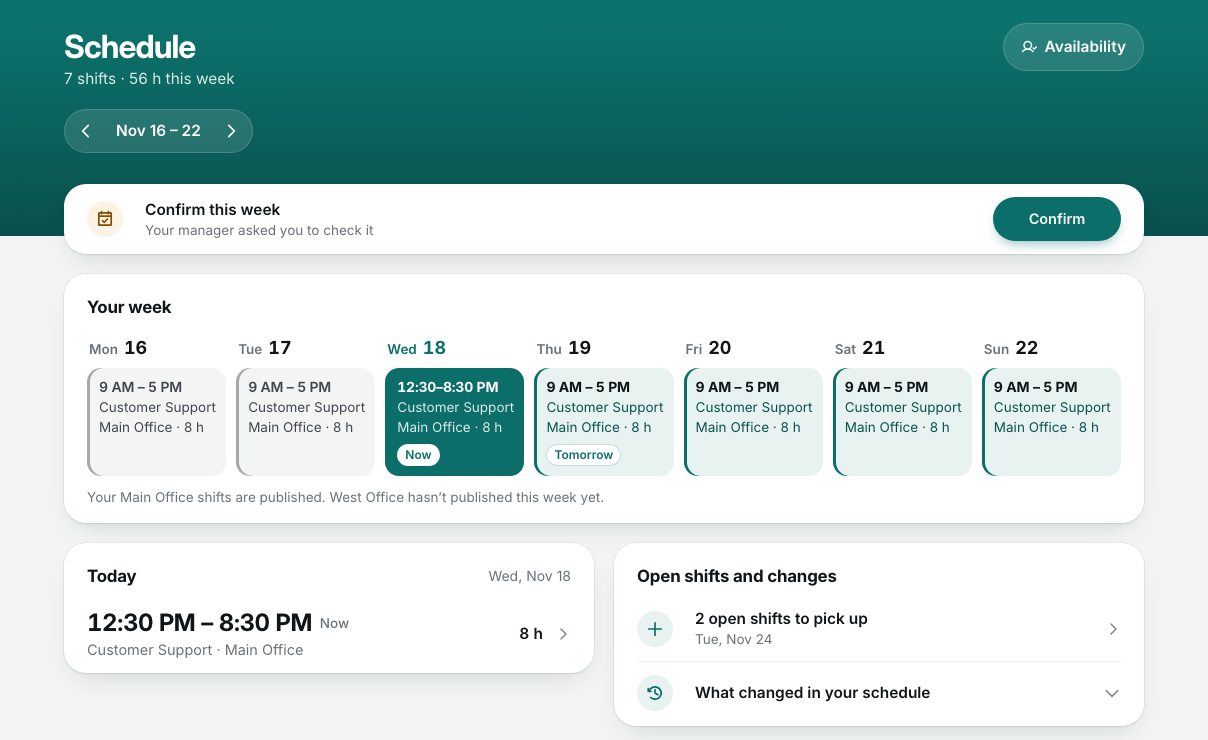 Schedule
7 shifts · 56 h this week
Availability
Nov 16 – 22
Confirm this week
Your manager asked you to check it
Confirm
Your week
Mon 16
9 AM – 5 PM
Customer Support
Main Office · 8 h
Tue 17
9 AM – 5 PM
Customer Support
Main Office · 8 h
Wed 18
12:30–8:30 PM
Customer Support
Main Office · 8 h
Now
Thu 19
9 AM – 5 PM
Customer Support
Main Office · 8 h
Tomorrow
Fri 20
9 AM – 5 PM
Customer Support
Main Office · 8 h
Sat 21
9 AM – 5 PM
Customer Support
Main Office · 8 h
Sun 22
9 AM – 5 PM
Customer Support
Main Office · 8 h
Your Main Office shifts are published. West Office hasn’t published this week yet.
Today
Wed, Nov 18
12:30 PM – 8:30 PM Now
Customer Support · Main Office
8 h
Open shifts and changes
2 open shifts to pick up
Tue, Nov 24
What changed in your schedule